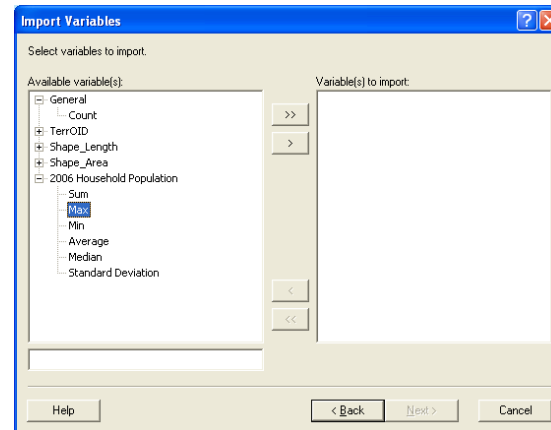 Import Variables
Select variables to import.
Available variable(s):
Variable(s) to import:
General
Count
TerrOID
Shape_Length
Shape_Area
2006 Household Population
Sum
Max
Min
Average
Median
Standard Deviation
>>
>
<
<<
Help
< Back
Next >
Cancel